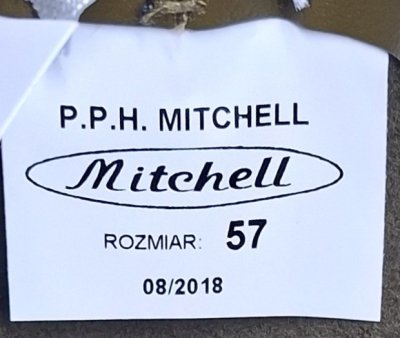 P.P.H. MITCHELL
Mitchell
ROZMIAR: 57
08/2018